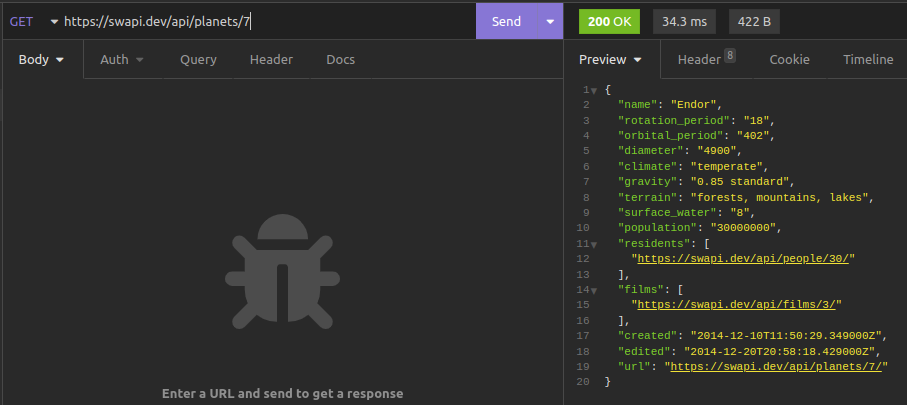 GET https://swapi.dev/api/planets/7 Send 200 OK 34.3 ms 422 B
Body Auth Query Header Docs Preview Header 8 Cookie Timeline
1 {
2 "name": "Endor",
3 "rotation_period": "18",
4 "orbital_period": "402",
5 "diameter": "4900",
6 "climate": "temperate",
7 "gravity": "0.85 standard",
8 "terrain": "forests, mountains, lakes",
9 "surface_water": "8",
10 "population": "30000000",
11 "residents": [
12 "https://swapi.dev/api/people/30/"
13 ],
14 "films": [
15 "https://swapi.dev/api/films/3/"
16 ],
17 "created": "2014-12-10T11:50:29.349000Z",
18 "edited": "2014-12-20T20:58:18.429000Z",
19 "url": "https://swapi.dev/api/planets/7/"
20 }
Enter a URL and send to get a response